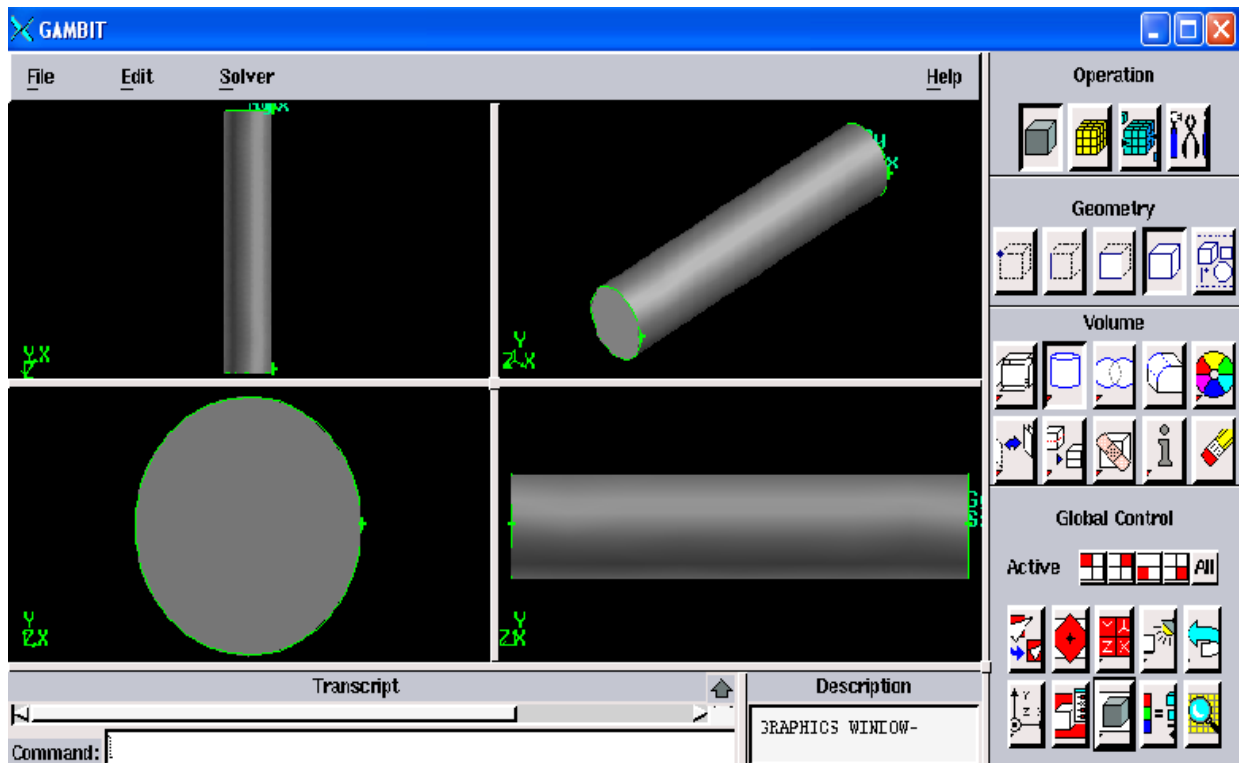 GAMBIT
File Edit Solver Help
Operation
Geometry
Volume
Global Control
Active All
Y
Z X
Y
Y
Transcript
Description
GRAPHICS WINDOW-
Command: